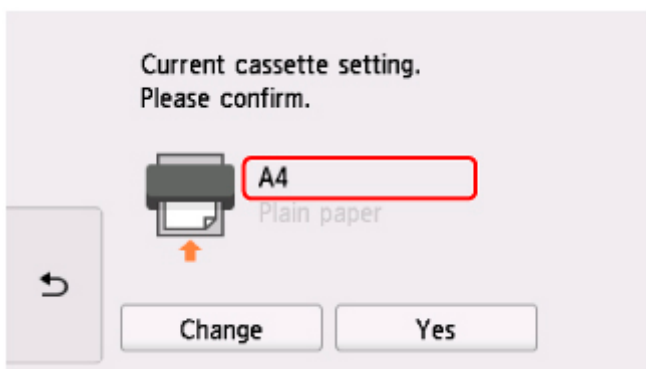 Current cassette setting.
Please confirm.
A4
Plain paper
Change
Yes